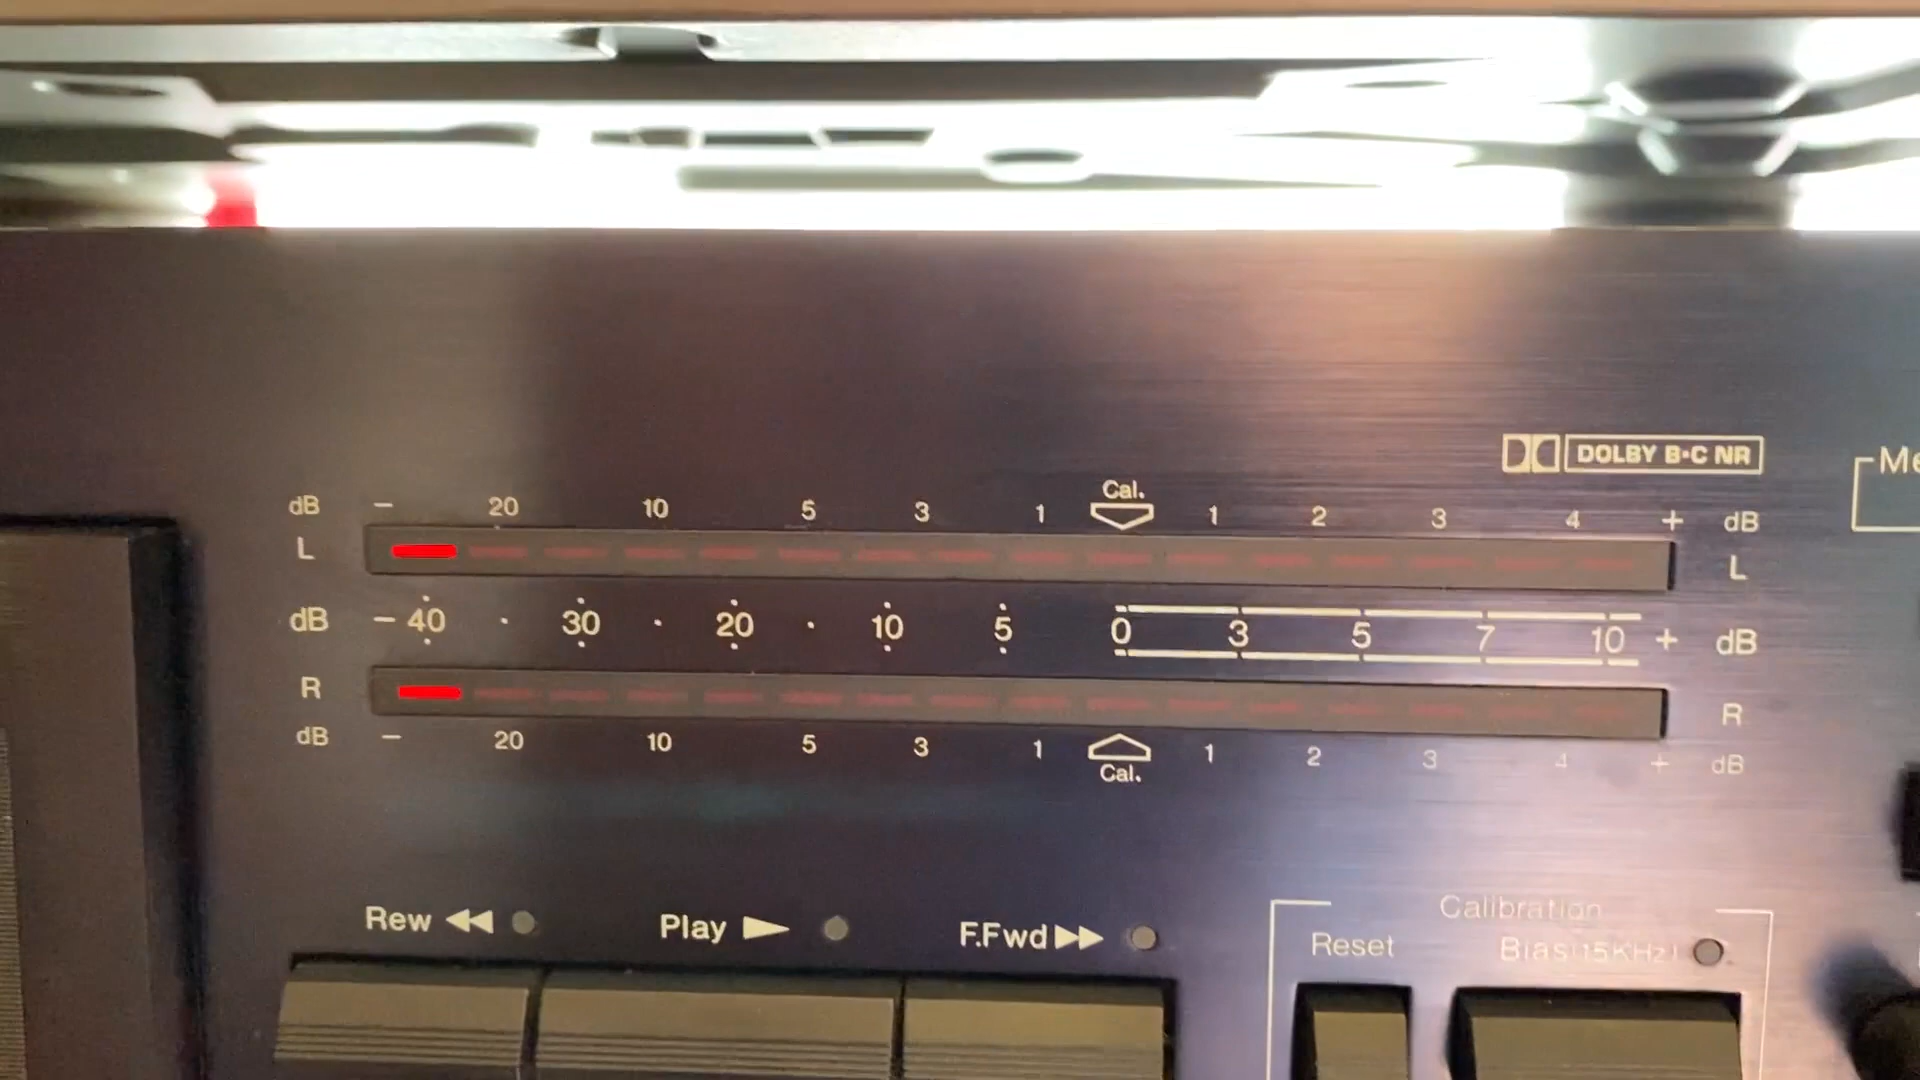 DOLBY B·C NR
Me
Cal.
dB – 20 10 5 3 1 1 2 3 4 + dB
L L
dB – 40 · 30 · 20 · 10 5 0 3 5 7 10 + dB
R R
dB – 20 10 5 3 1 1 2 3 4 + dB
Cal.
Calibration
Rew Play F.Fwd Reset Bias(15KHz)